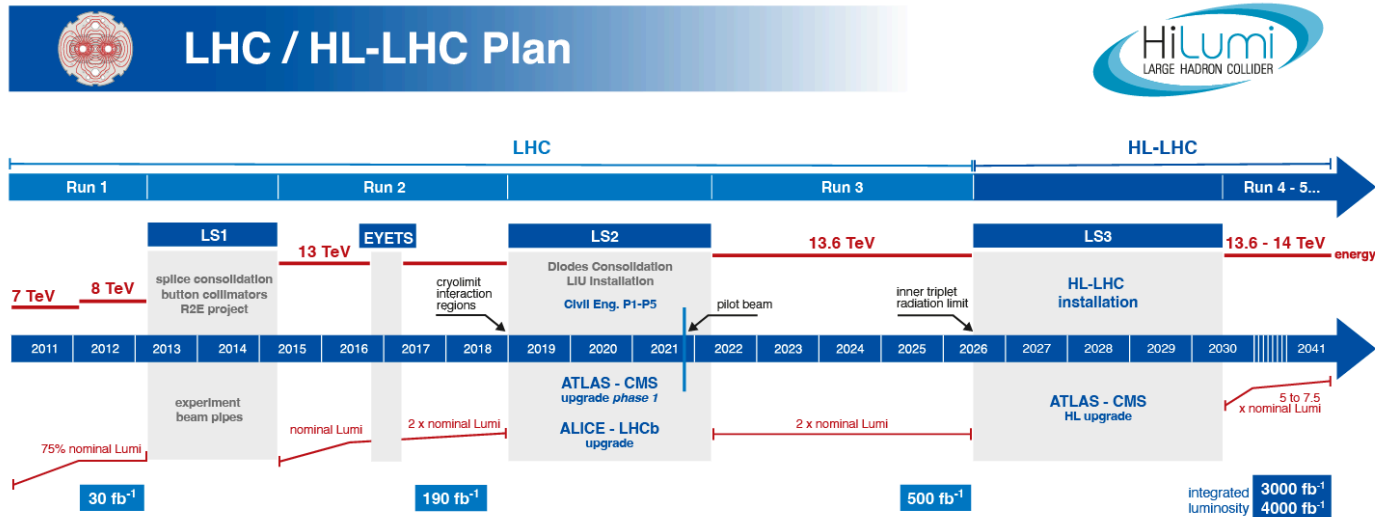 LHC / HL-LHC Plan
HiLumi
LARGE HADRON COLLIDER
LHC
HL-LHC
Run 1
Run 2
Run 3
Run 4 - 5...
LS1
EYETS
LS2
LS3
13 TeV
13.6 TeV
13.6 - 14 TeV
energy
splice consolidation
button collimators
R2E project
Diodes Consolidation
LIU Installation
Civil Eng. P1-P5
HL-LHC
installation
7 TeV
8 TeV
cryolimit
interaction
regions
pilot beam
inner triplet
radiation limit
2011
2012
2013
2014
2015
2016
2017
2018
2019
2020
2021
2022
2023
2024
2025
2026
2027
2028
2029
2030
2041
experiment
beam pipes
ATLAS - CMS
upgrade phase 1
ALICE - LHCb
upgrade
ATLAS - CMS
HL upgrade
5 to 7.5
x nominal Lumi
75% nominal Lumi
nominal Lumi
2 x nominal Lumi
2 x nominal Lumi
30 fb⁻¹
190 fb⁻¹
500 fb⁻¹
integrated
luminosity
3000 fb⁻¹
4000 fb⁻¹